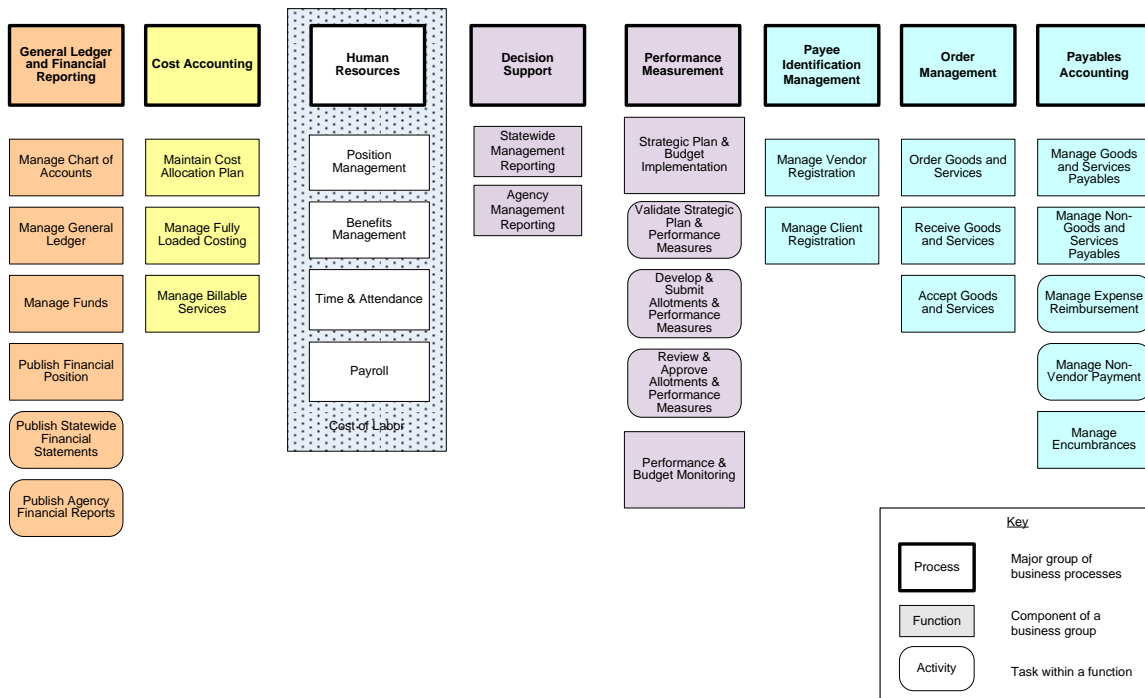 General Ledger
and Financial
Reporting
Cost Accounting
Human
Resources
Decision
Support
Performance
Measurement
Payee
Identification
Management
Order
Management
Payables
Accounting
Manage Chart of
Accounts
Manage General
Ledger
Manage Funds
Publish Financial
Position
Publish Statewide
Financial
Statements
Publish Agency
Financial Reports
Maintain Cost
Allocation Plan
Manage Fully
Loaded Costing
Manage Billable
Services
Position
Management
Benefits
Management
Time & Attendance
Payroll
Cost of Labor
Statewide
Management
Reporting
Agency
Management
Reporting
Strategic Plan &
Budget
Implementation
Validate Strategic
Plan &
Performance
Measures
Develop &
Submit
Allotments &
Performance
Measures
Review &
Approve
Allotments &
Performance
Measures
Performance &
Budget Monitoring
Manage Vendor
Registration
Manage Client
Registration
Order Goods and
Services
Receive Goods
and Services
Accept Goods
and Services
Manage Goods
and Services
Payables
Manage Non-
Goods and
Services
Payables
Manage Expense
Reimbursement
Manage Non-
Vendor Payment
Manage
Encumbrances
Key
Process
Major group of
business processes
Function
Component of a
business group
Activity
Task within a function